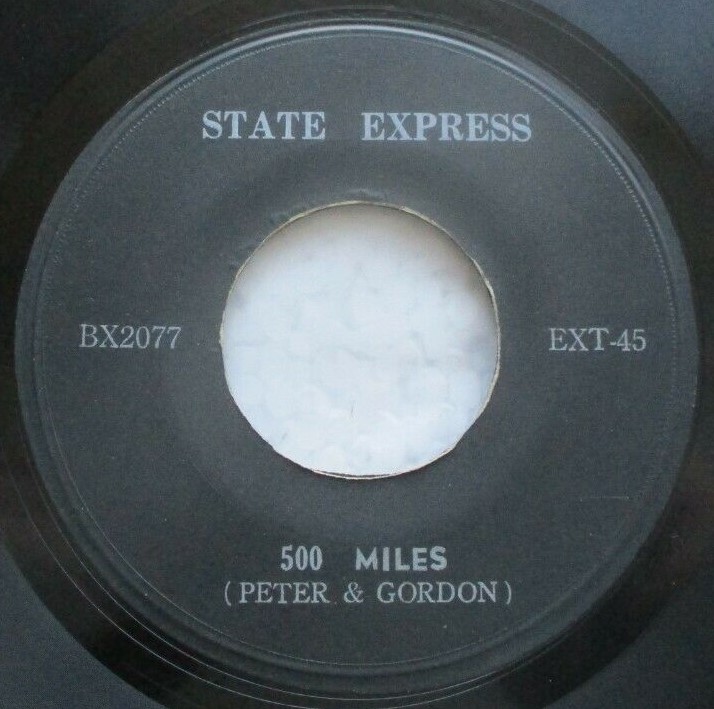 STATE EXPRESS
BX2077
EXT-45
500 MILES
(PETER & GORDON)